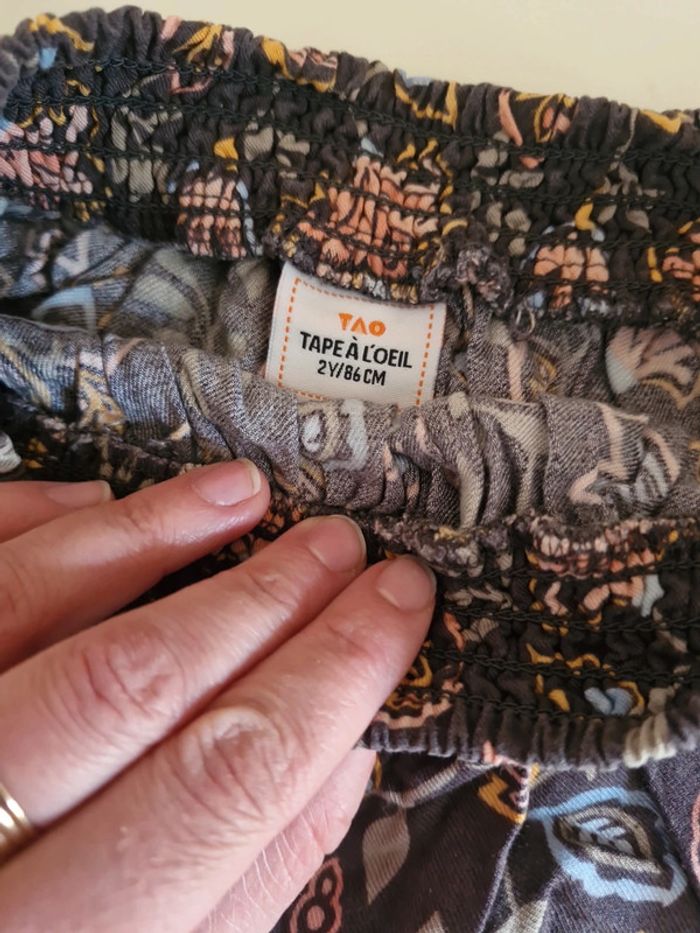 TAO
TAPE À L'OEIL
2Y/86CM